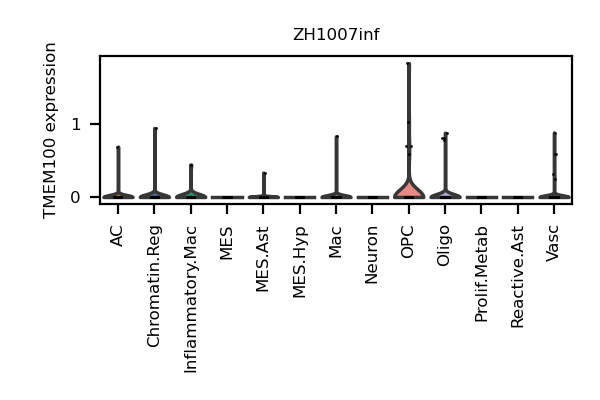 ZH1007inf
TMEM100 expression
1
0
AC
Chromatin.Reg
Inflammatory.Mac
MES
MES.Ast
MES.Hyp
Mac
Neuron
OPC
Oligo
Prolif.Metab
Reactive.Ast
Vasc